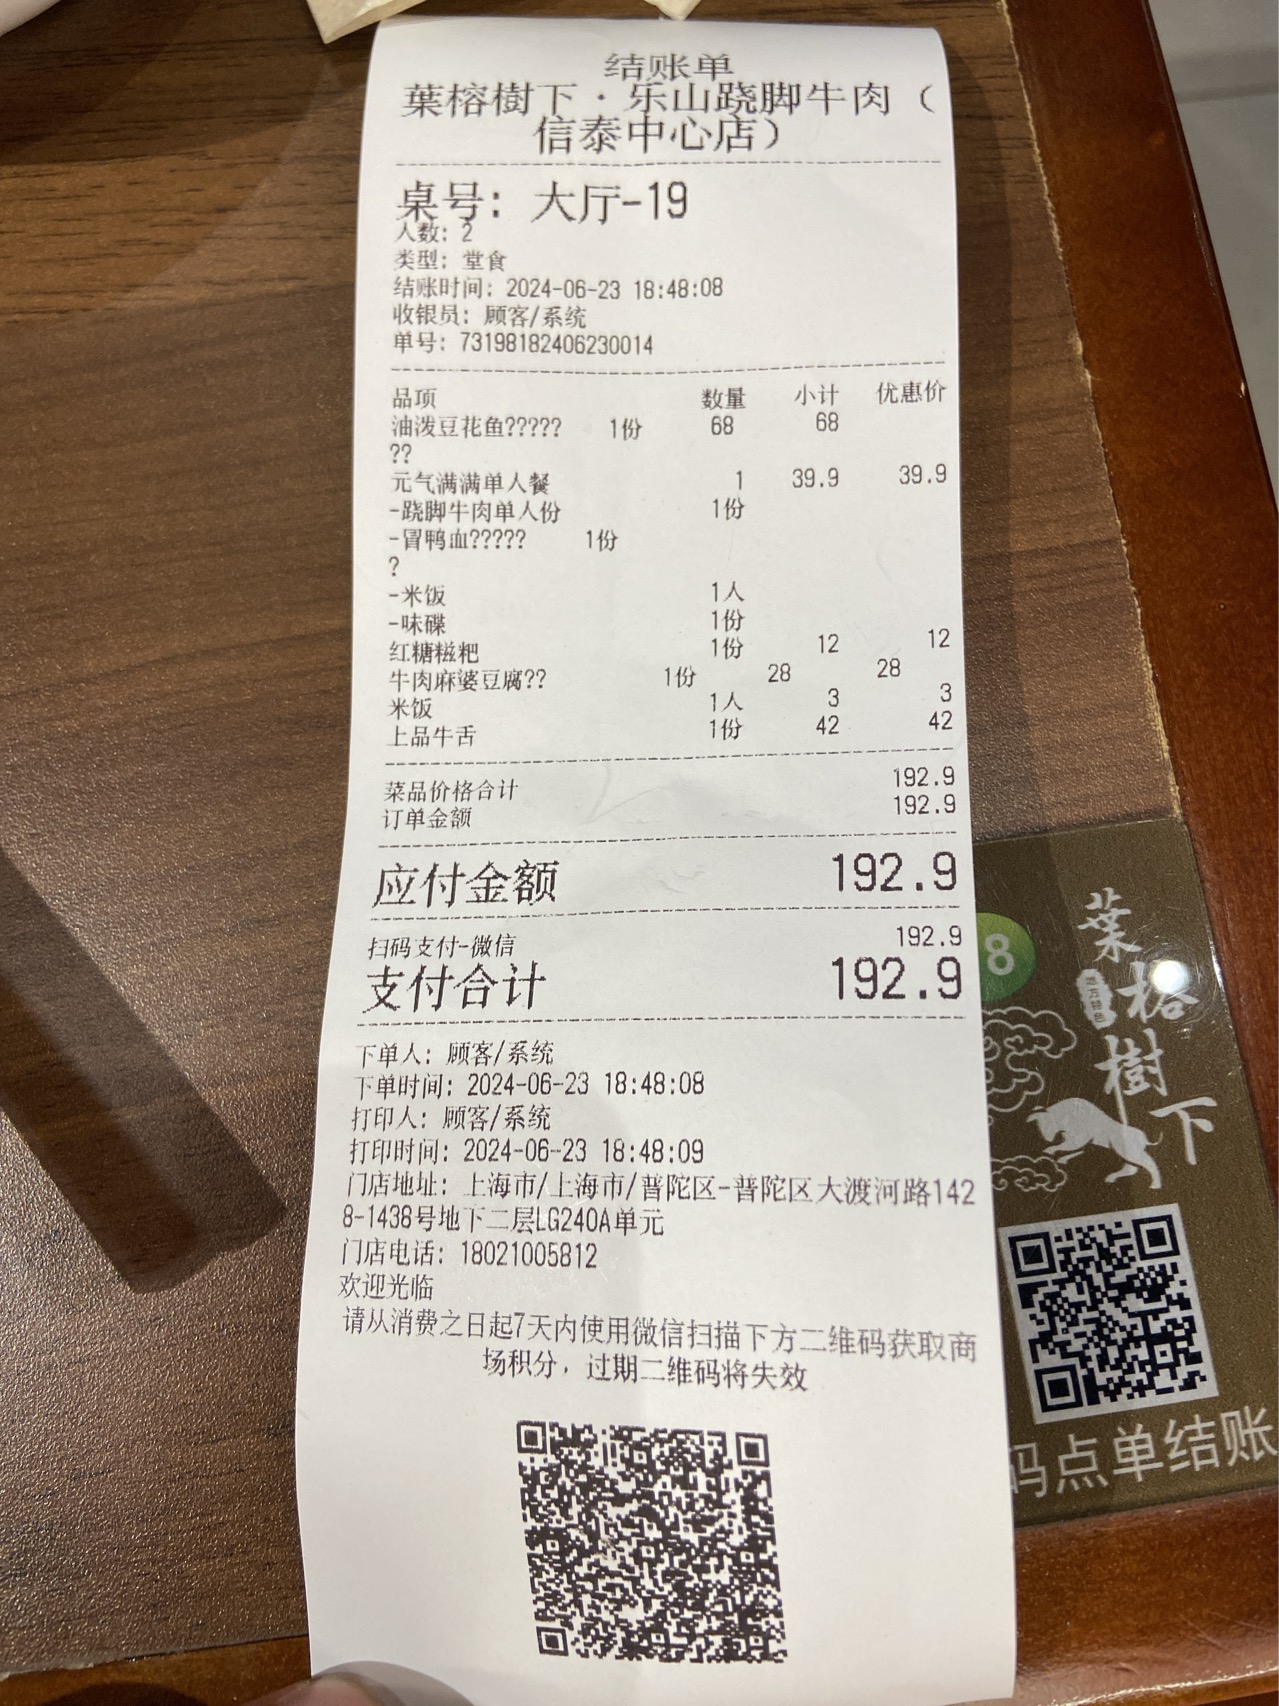 结账单
葉榕樹下·乐山跷脚牛肉（
信泰中心店）
桌号: 大厅-19
人数: 2
类型: 堂食
结账时间: 2024-06-23 18:48:08
收银员: 顾客/系统
单号: 73198182406230014
品项 数量 小计 优惠价
油泼豆花鱼????? 1份 68 68
??
元气满满单人餐 1 39.9 39.9
-跷脚牛肉单人份 1份
-冒鸭血????? 1份
?
-米饭 1人
-味碟 1份
红糖糍粑 1份 12 12
牛肉麻婆豆腐?? 1份 28 28
米饭 1人 3 3
上品牛舌 1份 42 42
菜品价格合计 192.9
订单金额 192.9
应付金额 192.9
扫码支付-微信 192.9
支付合计 192.9
下单人: 顾客/系统
下单时间: 2024-06-23 18:48:08
打印人: 顾客/系统
打印时间: 2024-06-23 18:48:09
门店地址: 上海市/上海市/普陀区-普陀区大渡河路142
8-1438号地下二层LG240A单元
门店电话: 18021005812
欢迎光临
请从消费之日起7天内使用微信扫描下方二维码获取商
场积分，过期二维码将失效
8
葉榕樹下
地方特色
码点单结账